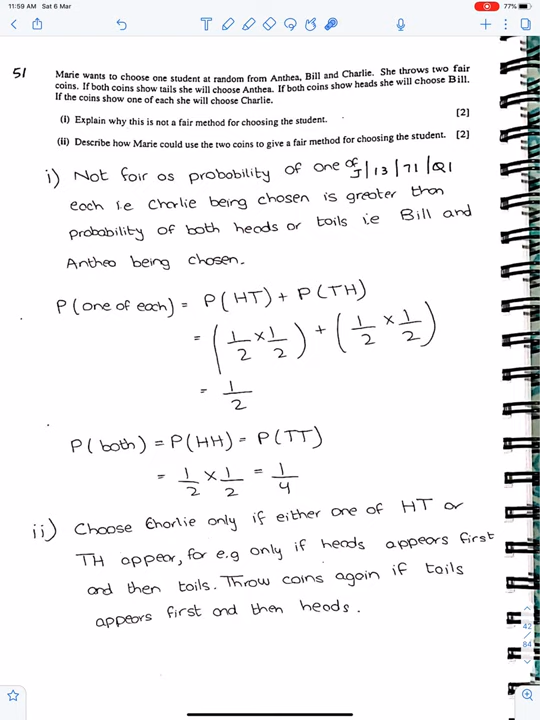 11:59 AM Sat 6 Mar
77%
51
Marie wants to choose one student at random from Anthea, Bill and Charlie. She throws two fair
coins. If both coins show tails she will choose Anthea. If both coins show heads she will choose Bill.
If the coins show one of each she will choose Charlie.
(i) Explain why this is not a fair method for choosing the student. [2]
(ii) Describe how Marie could use the two coins to give a fair method for choosing the student. [2]
J/13/71/Q1
i) Not fair as probability of one of
each i.e Charlie being chosen is greater than
probability of both heads or tails i.e Bill and
Anthea being chosen.
P(one of each) = P(HT) + P(TH)
= (1/2 × 1/2) + (1/2 × 1/2)
= 1/2
P(both) = P(HH) = P(TT)
= 1/2 × 1/2 = 1/4
ii) Choose Charlie only if either one of HT or
TH appear, for e.g only if heads appears first
and then tails. Throw coins again if tails
appears first and then heads.
42
/
84